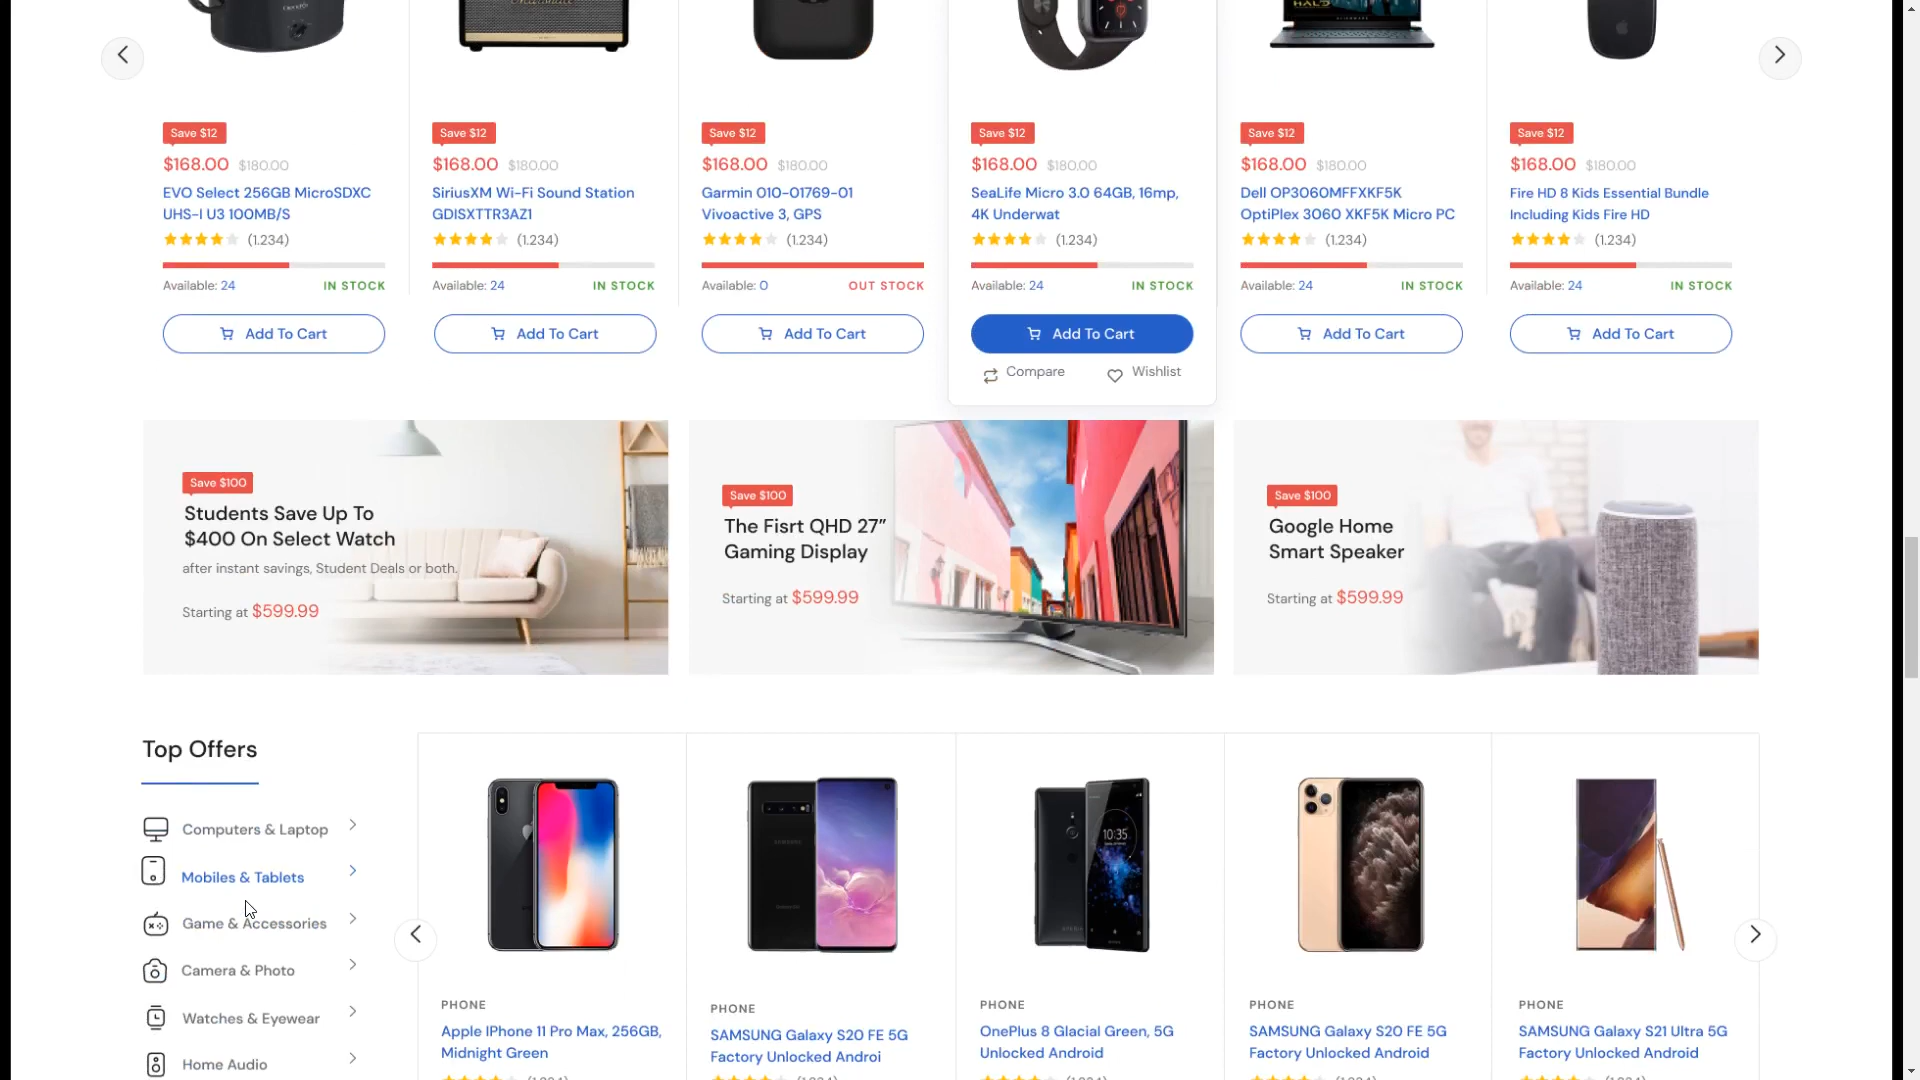 Save $12
$168.00 $180.00
EVO Select 256GB MicroSDXC
UHS-I U3 100MB/S
(1.234)
Available: 24 IN STOCK
Add To Cart
Save $12
$168.00 $180.00
SiriusXM Wi-Fi Sound Station
GDISXTTR3AZ1
(1.234)
Available: 24 IN STOCK
Add To Cart
Save $12
$168.00 $180.00
Garmin 010-01769-01
Vivoactive 3, GPS
(1.234)
Available: 0 OUT STOCK
Add To Cart
Save $12
$168.00 $180.00
SeaLife Micro 3.0 64GB, 16mp,
4K Underwat
(1.234)
Available: 24 IN STOCK
Add To Cart
Compare Wishlist
HALO
Save $12
$168.00 $180.00
Dell OP3060MFFXKF5K
OptiPlex 3060 XKF5K Micro PC
(1.234)
Available: 24 IN STOCK
Add To Cart
Save $12
$168.00 $180.00
Fire HD 8 Kids Essential Bundle
Including Kids Fire HD
(1.234)
Available: 24 IN STOCK
Add To Cart
Save $100
Students Save Up To
$400 On Select Watch
after instant savings, Student Deals or both.
Starting at $599.99
Save $100
The Fisrt QHD 27”
Gaming Display
Starting at $599.99
Save $100
Google Home
Smart Speaker
Starting at $599.99
Top Offers
Computers & Laptop
Mobiles & Tablets
Game & Accessories
Camera & Photo
Watches & Eyewear
Home Audio
PHONE
Apple IPhone 11 Pro Max, 256GB,
Midnight Green
PHONE
SAMSUNG Galaxy S20 FE 5G
Factory Unlocked Androi
10:35
PHONE
OnePlus 8 Glacial Green, 5G
Unlocked Android
PHONE
SAMSUNG Galaxy S20 FE 5G
Factory Unlocked Android
PHONE
SAMSUNG Galaxy S21 Ultra 5G
Factory Unlocked Android